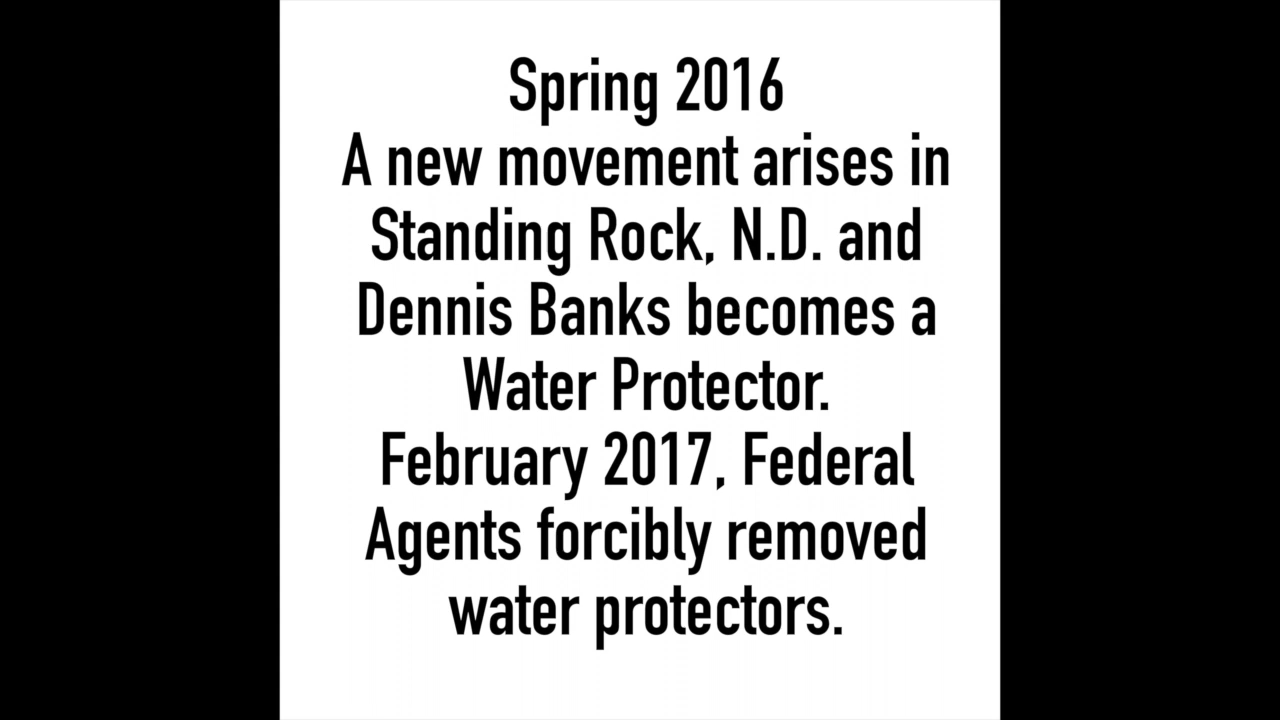 Spring 2016
A new movement arises in
Standing Rock, N.D. and
Dennis Banks becomes a
Water Protector.
February 2017, Federal
Agents forcibly removed
water protectors.